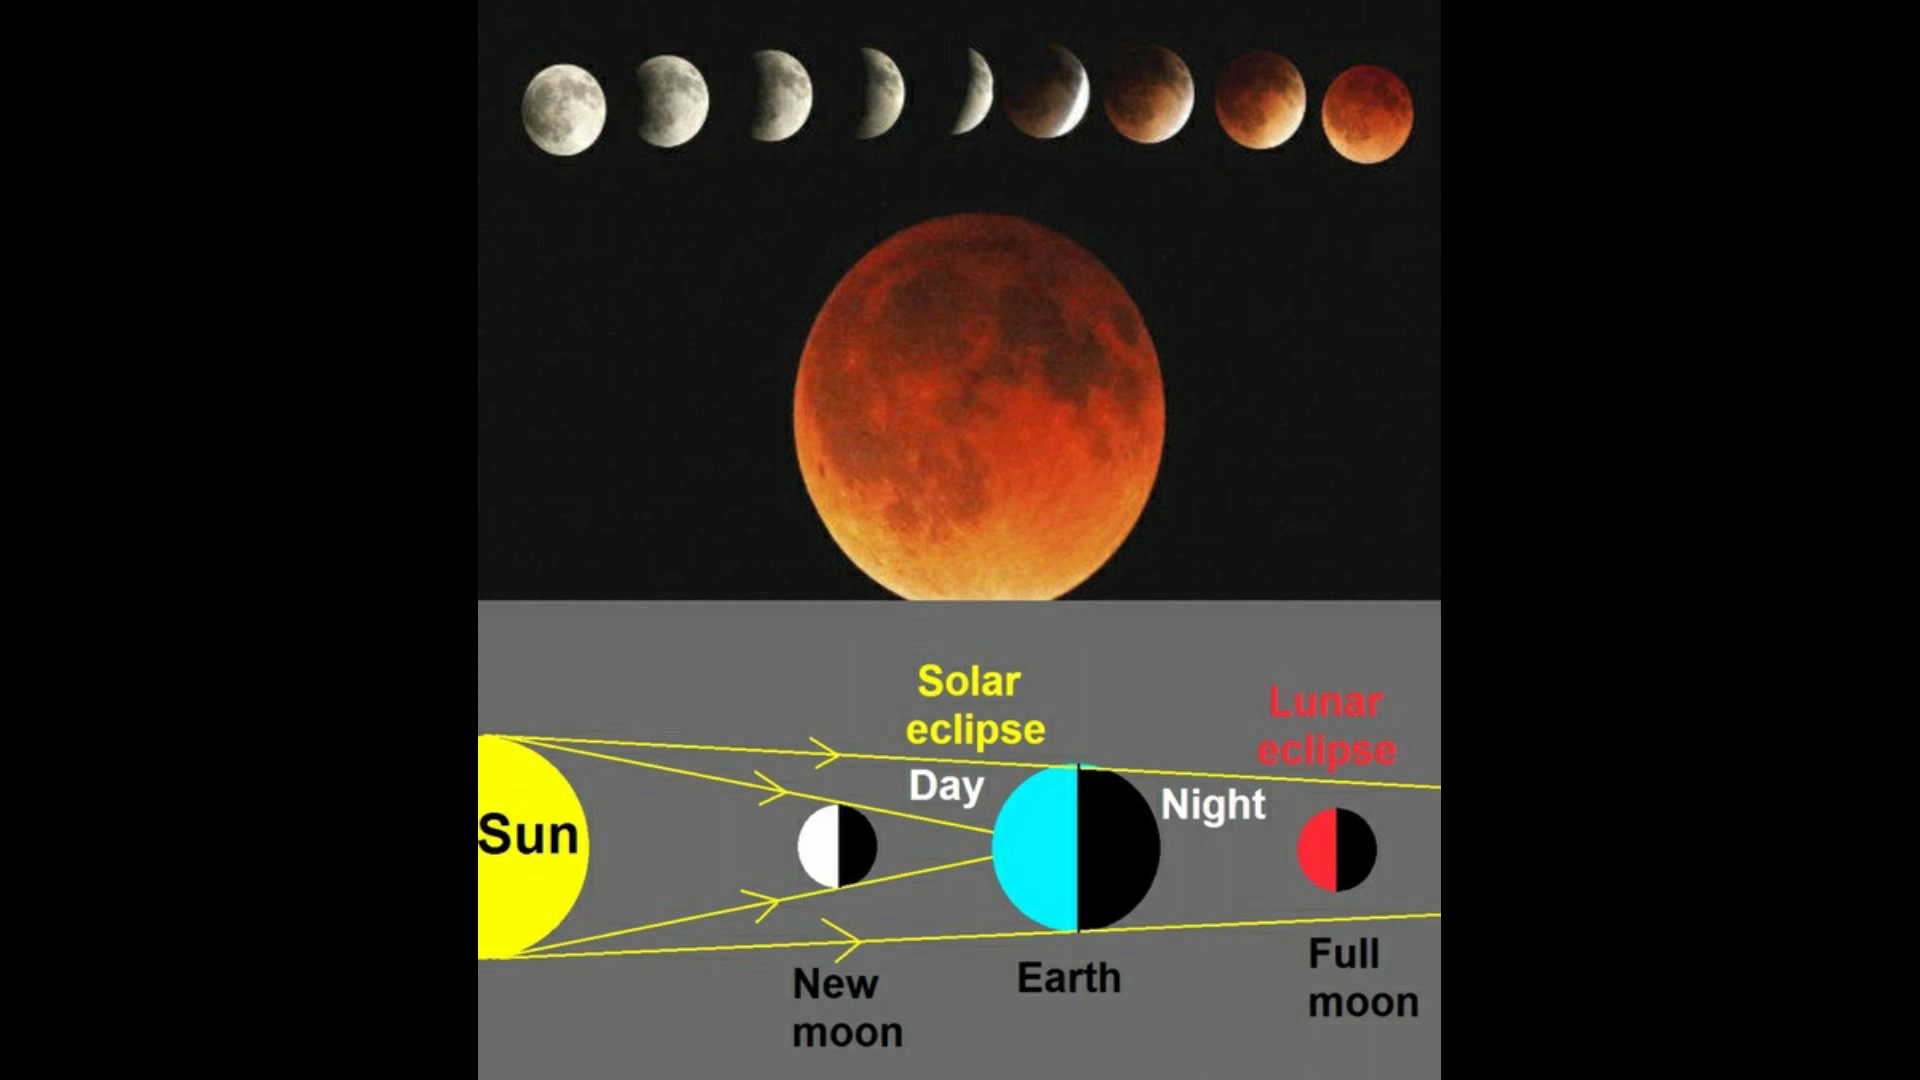 Solar
eclipse
Lunar
eclipse
Day
Night
Sun
New
moon
Earth
Full
moon